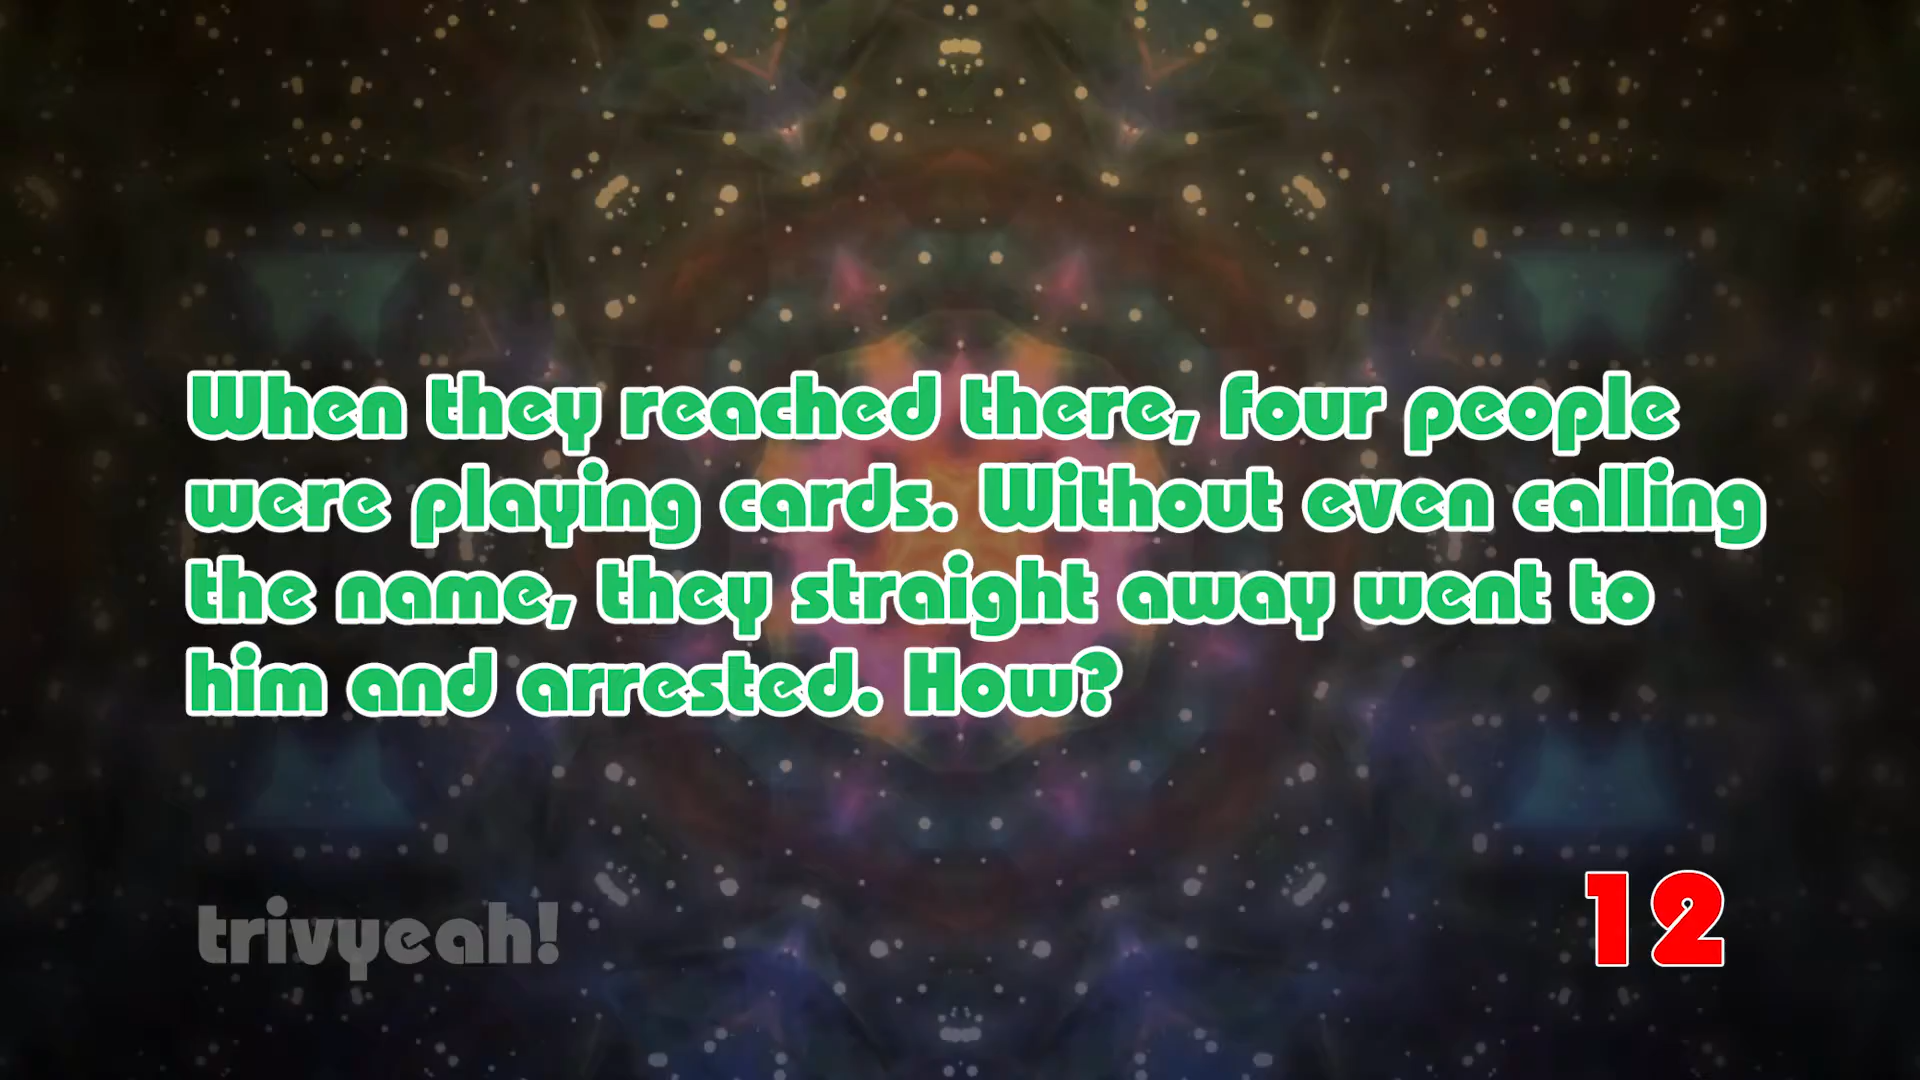 When they reached there, four people
were playing cards. Without even calling
the name, they straight away went to
him and arrested. How?
trivyeah!
12